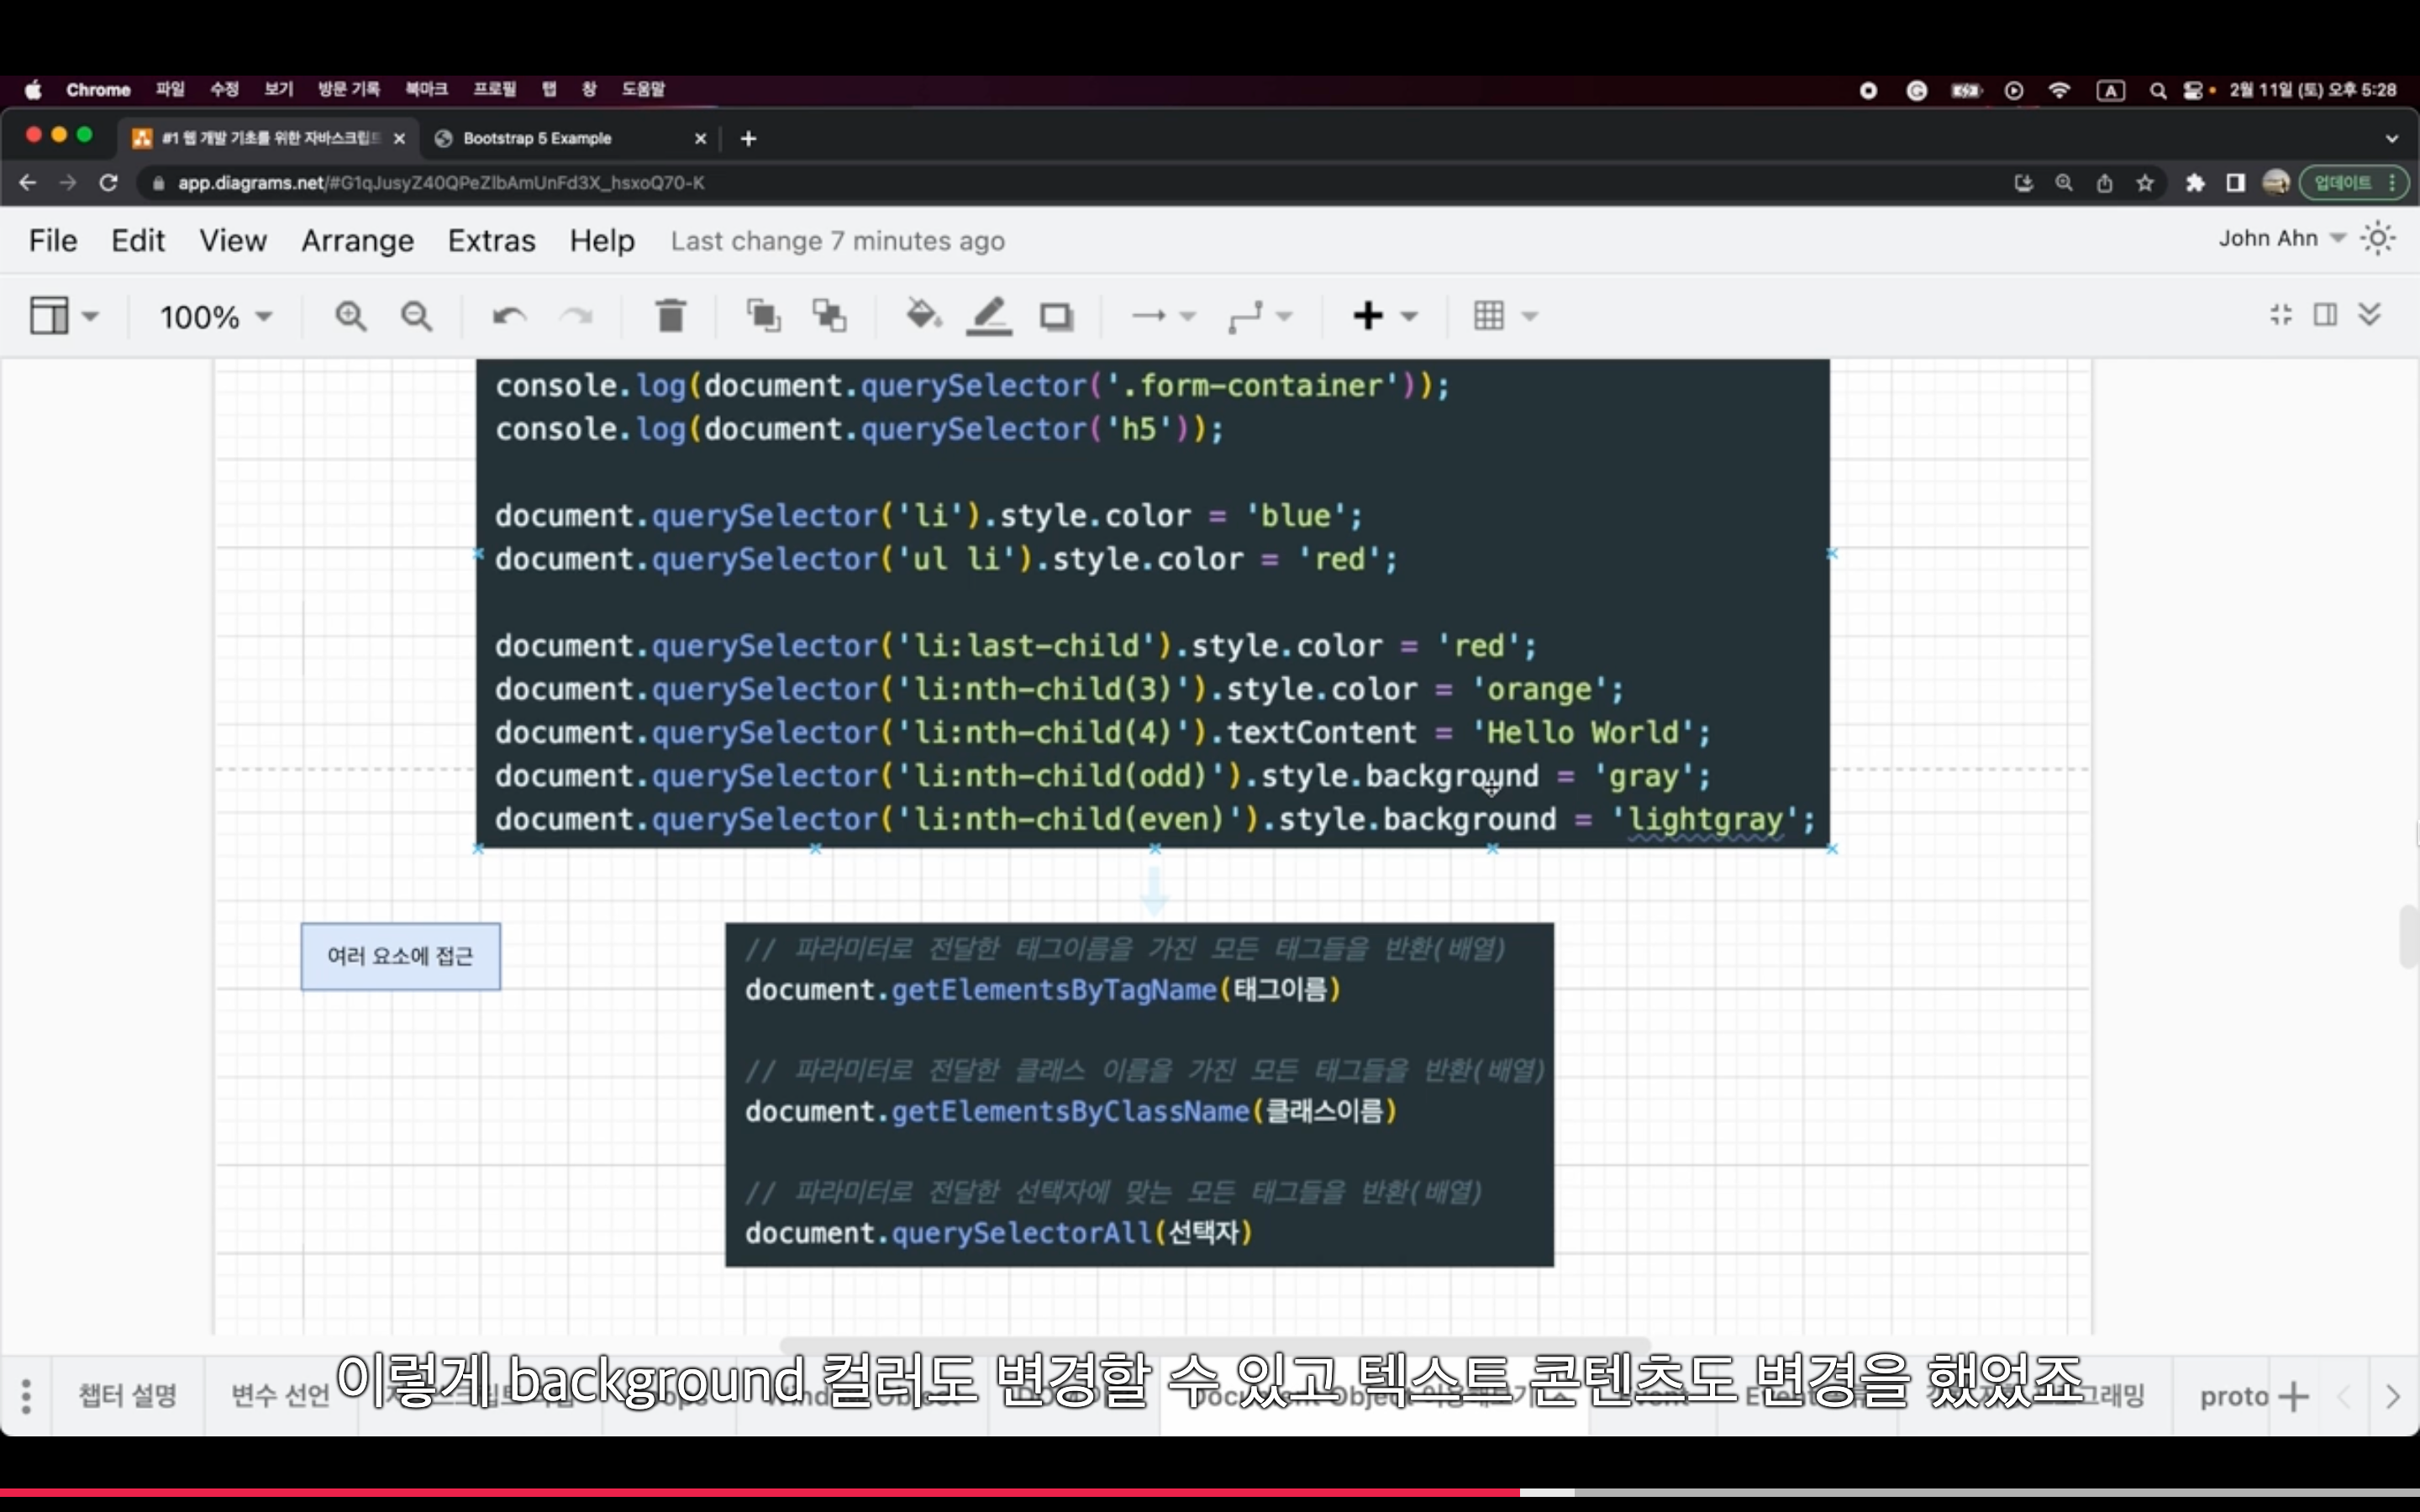 Chrome 파일 수정 보기 방문 기록 북마크 프로필 탭 창 도움말 A 2월 11일 (토) 오후 5:28
#1 웹 개발 기초를 위한 자바스크립트 Bootstrap 5 Example
app.diagrams.net/#G1qJusyZ40QPeZlbAmUnFd3X_hsxoQ70-K 업데이트
File Edit View Arrange Extras Help Last change 7 minutes ago John Ahn
100%
console.log(document.querySelector('.form-container'));
console.log(document.querySelector('h5'));
document.querySelector('li').style.color = 'blue';
document.querySelector('ul li').style.color = 'red';
document.querySelector('li:last-child').style.color = 'red';
document.querySelector('li:nth-child(3)').style.color = 'orange';
document.querySelector('li:nth-child(4)').textContent = 'Hello World';
document.querySelector('li:nth-child(odd)').style.background = 'gray';
document.querySelector('li:nth-child(even)').style.background = 'lightgray';
여러 요소에 접근
// 파라미터로 전달한 태그이름을 가진 모든 태그들을 반환(배열)
document.getElementsByTagName(태그이름)
// 파라미터로 전달한 클래스 이름을 가진 모든 태그들을 반환(배열)
document.getElementsByClassName(클래스이름)
// 파라미터로 전달한 선택자에 맞는 모든 태그들을 반환(배열)
document.querySelectorAll(선택자)
이렇게 background 컬러도 변경할 수 있고 텍스트 콘텐츠도 변경을 했었죠
챕터 설명 변수 선언 proto